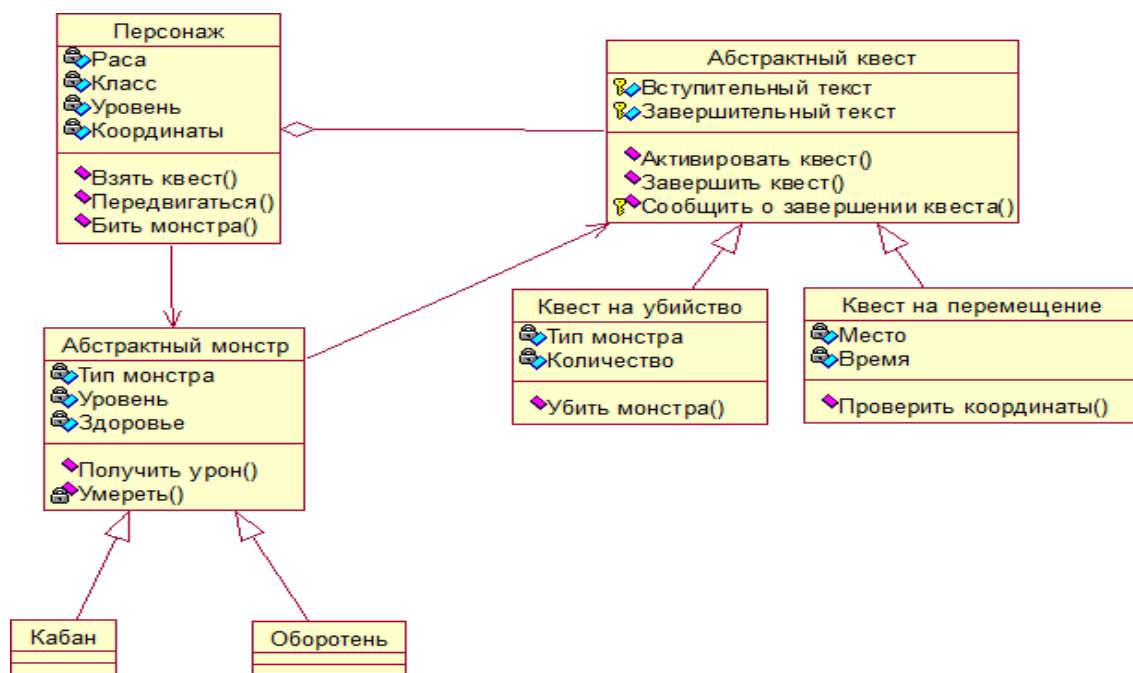 Персонаж
Раса
Класс
Уровень
Координаты
Взять квест()
Передвигаться()
Бить монстра()
Абстрактный квест
Вступительный текст
Завершительный текст
Активировать квест()
Завершить квест()
Сообщить о завершении квеста()
Абстрактный монстр
Тип монстра
Уровень
Здоровье
Получить урон()
Умереть()
Квест на убийство
Тип монстра
Количество
Убить монстра()
Квест на перемещение
Место
Время
Проверить координаты()
Кабан
Оборотень